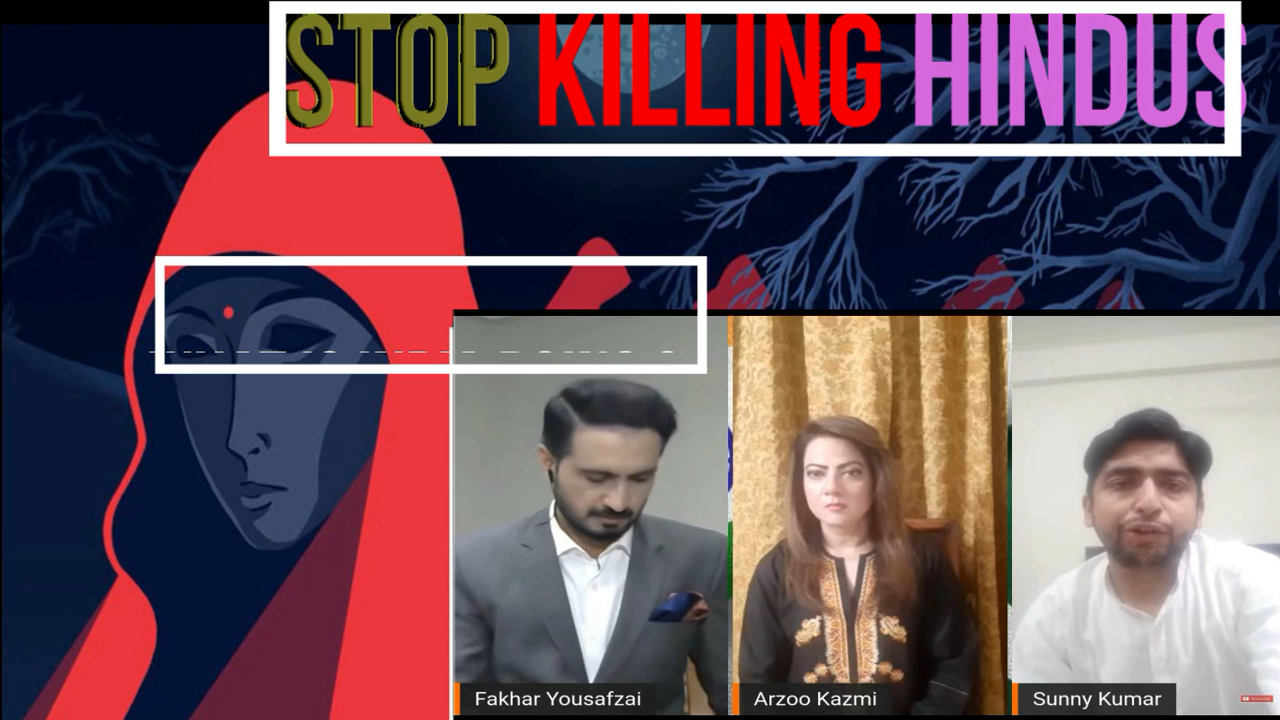 STOP KILLING HINDUS
Fakhar Yousafzai
Arzoo Kazmi
Sunny Kumar